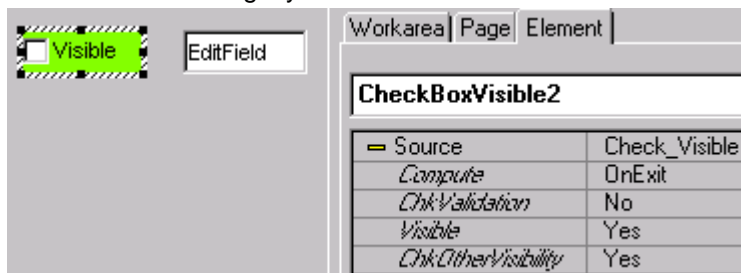 Workarea Page Element
Visible EditField
CheckBoxVisible2
Source Check_Visible
Compute OnExit
ChkValidation No
Visible Yes
ChkOtherVisibility Yes